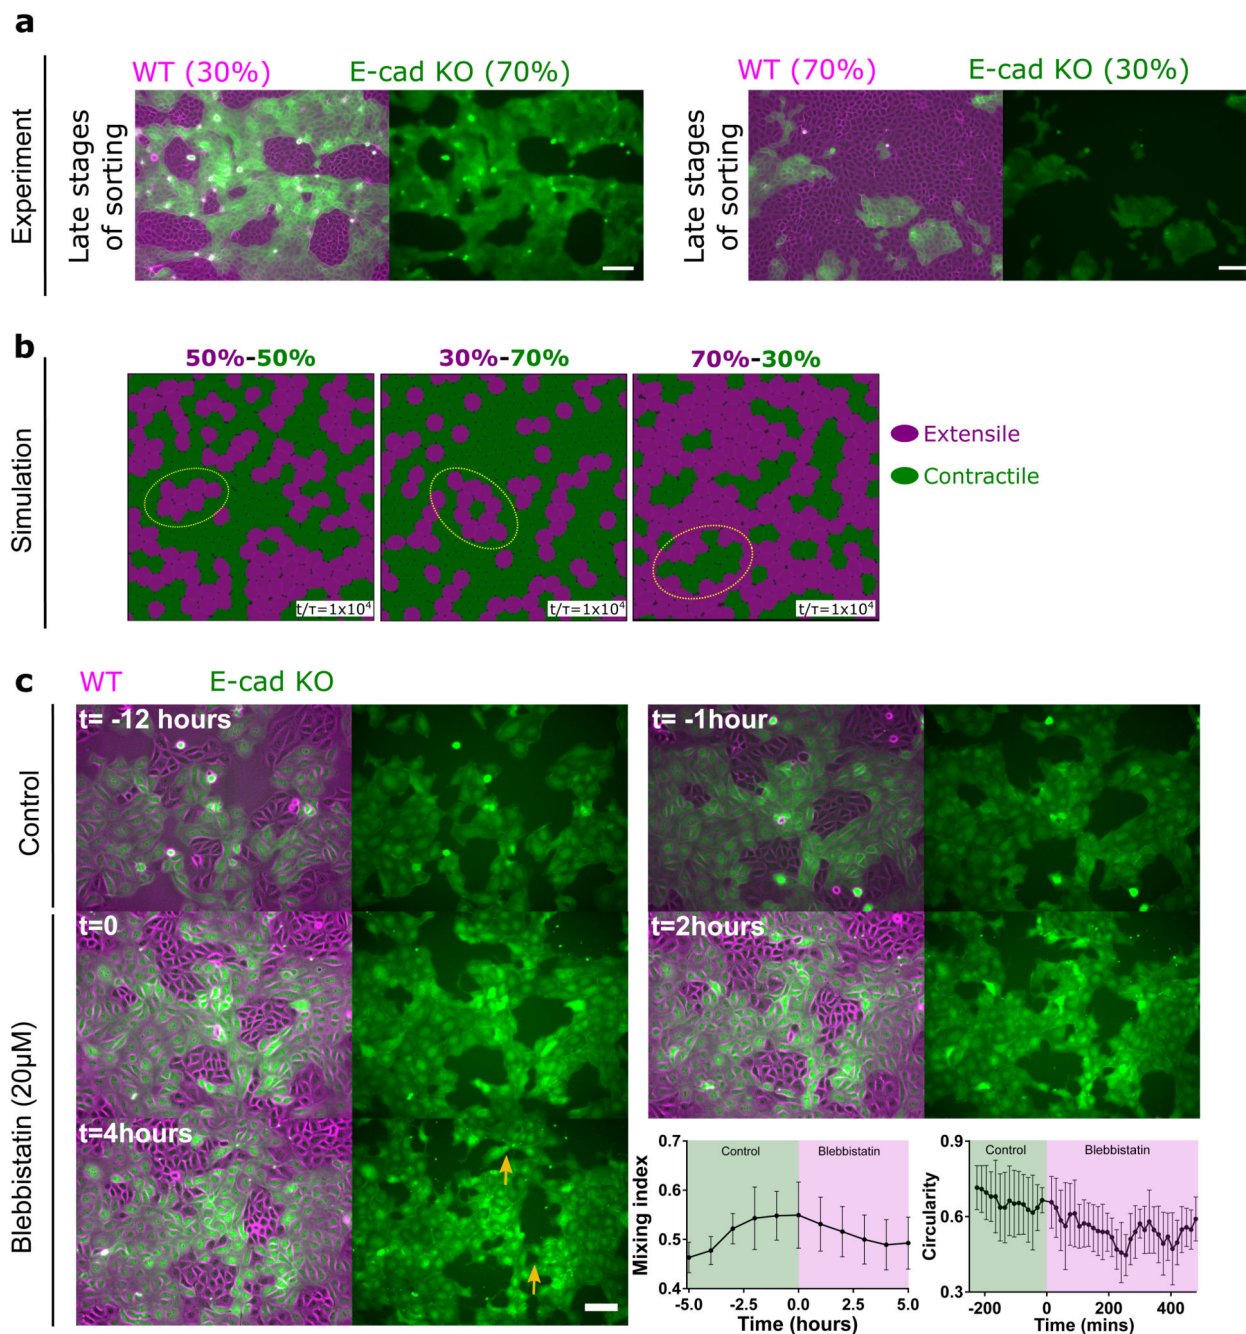 a
Experiment
Late stages
of sorting
WT (30%)
E-cad KO (70%)
Late stages
of sorting
WT (70%)
E-cad KO (30%)
b
Simulation
50%-50%
30%-70%
70%-30%
t/τ=1x10⁴
t/τ=1x10⁴
t/τ=1x10⁴
Extensile
Contractile
c
WT
E-cad KO
Control
t= -12 hours
t= -1hour
Blebbistatin (20µM)
t=0
t=2hours
t=4hours
Mixing index
0.7
0.6
0.5
0.4
Control
Blebbistatin
-5.0
-2.5
0.0
2.5
5.0
Time (hours)
Circularity
0.9
0.6
0.3
Control
Blebbistatin
-200
0
200
400
Time (mins)